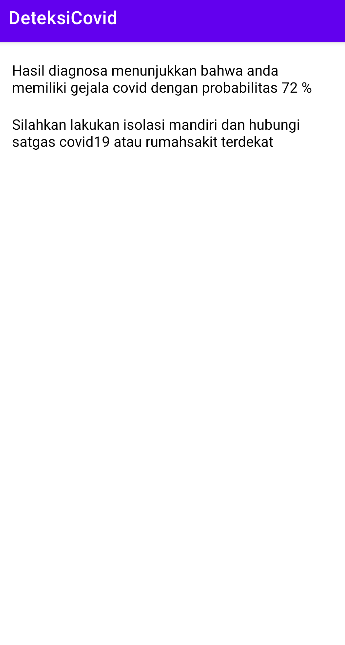 DeteksiCovid
Hasil diagnosa menunjukkan bahwa anda
memiliki gejala covid dengan probabilitas 72 %
Silahkan lakukan isolasi mandiri dan hubungi
satgas covid19 atau rumahsakit terdekat